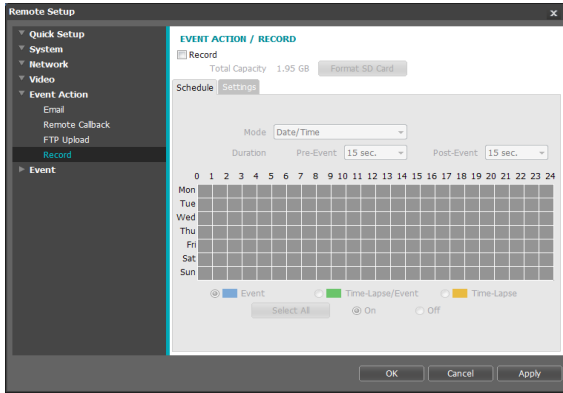 Remote Setup x
Quick Setup
System
Network
Video
Event Action
Email
Remote Callback
FTP Upload
Record
Event
EVENT ACTION / RECORD
Record
Total Capacity 1.95 GB Format SD Card
Schedule Settings
Mode Date/Time
Duration Pre-Event 15 sec. Post-Event 15 sec.
0 1 2 3 4 5 6 7 8 9 10 11 12 13 14 15 16 17 18 19 20 21 22 23 24
Mon
Tue
Wed
Thu
Fri
Sat
Sun
Event Time-Lapse/Event Time-Lapse
Select All On Off
OK Cancel Apply